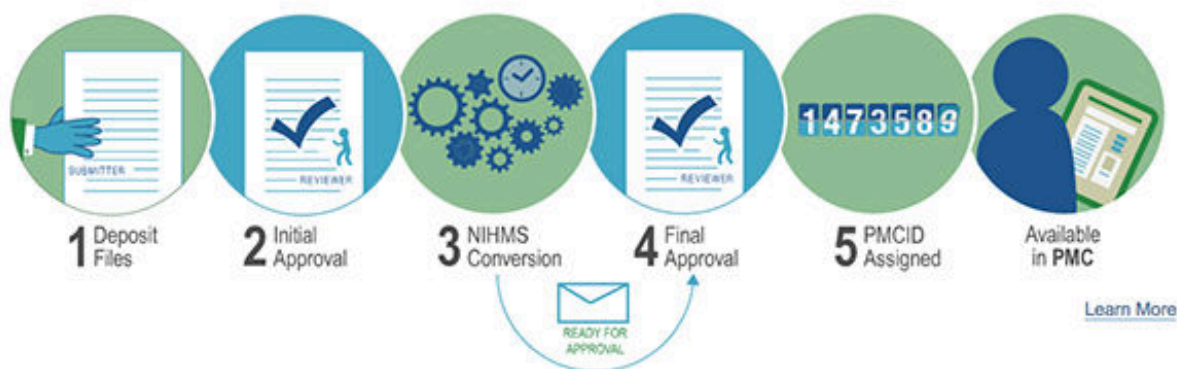 SUBMITTER
REVIEWER
REVIEWER
1473589
1 Deposit
Files
2 Initial
Approval
3 NIHMS
Conversion
4 Final
Approval
5 PMCID
Assigned
Available
in PMC
READY FOR
APPROVAL
Learn More